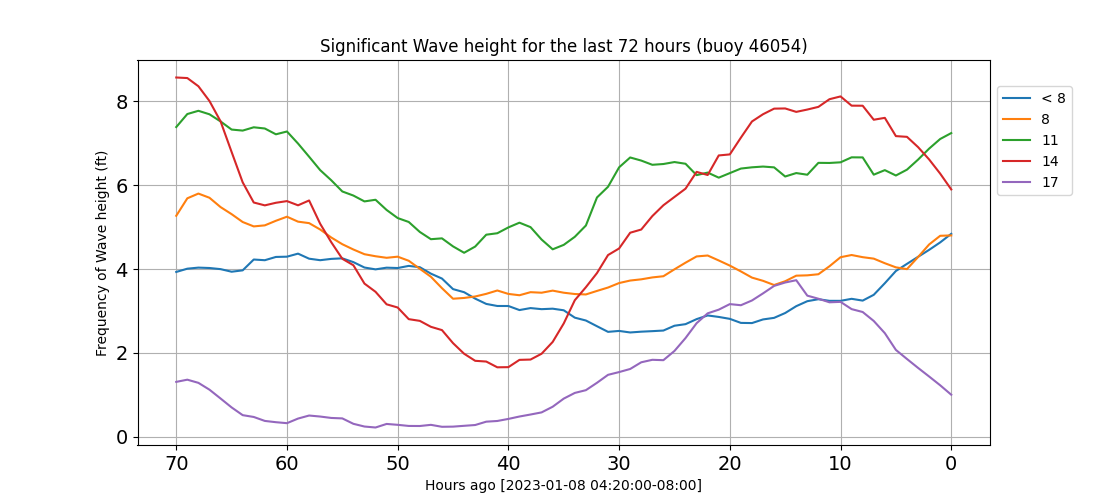 Significant Wave height for the last 72 hours (buoy 46054)
Frequency of Wave height (ft)
8
6
4
2
0
70 60 50 40 30 20 10 0
Hours ago [2023-01-08 04:20:00-08:00]
< 8
8
11
14
17